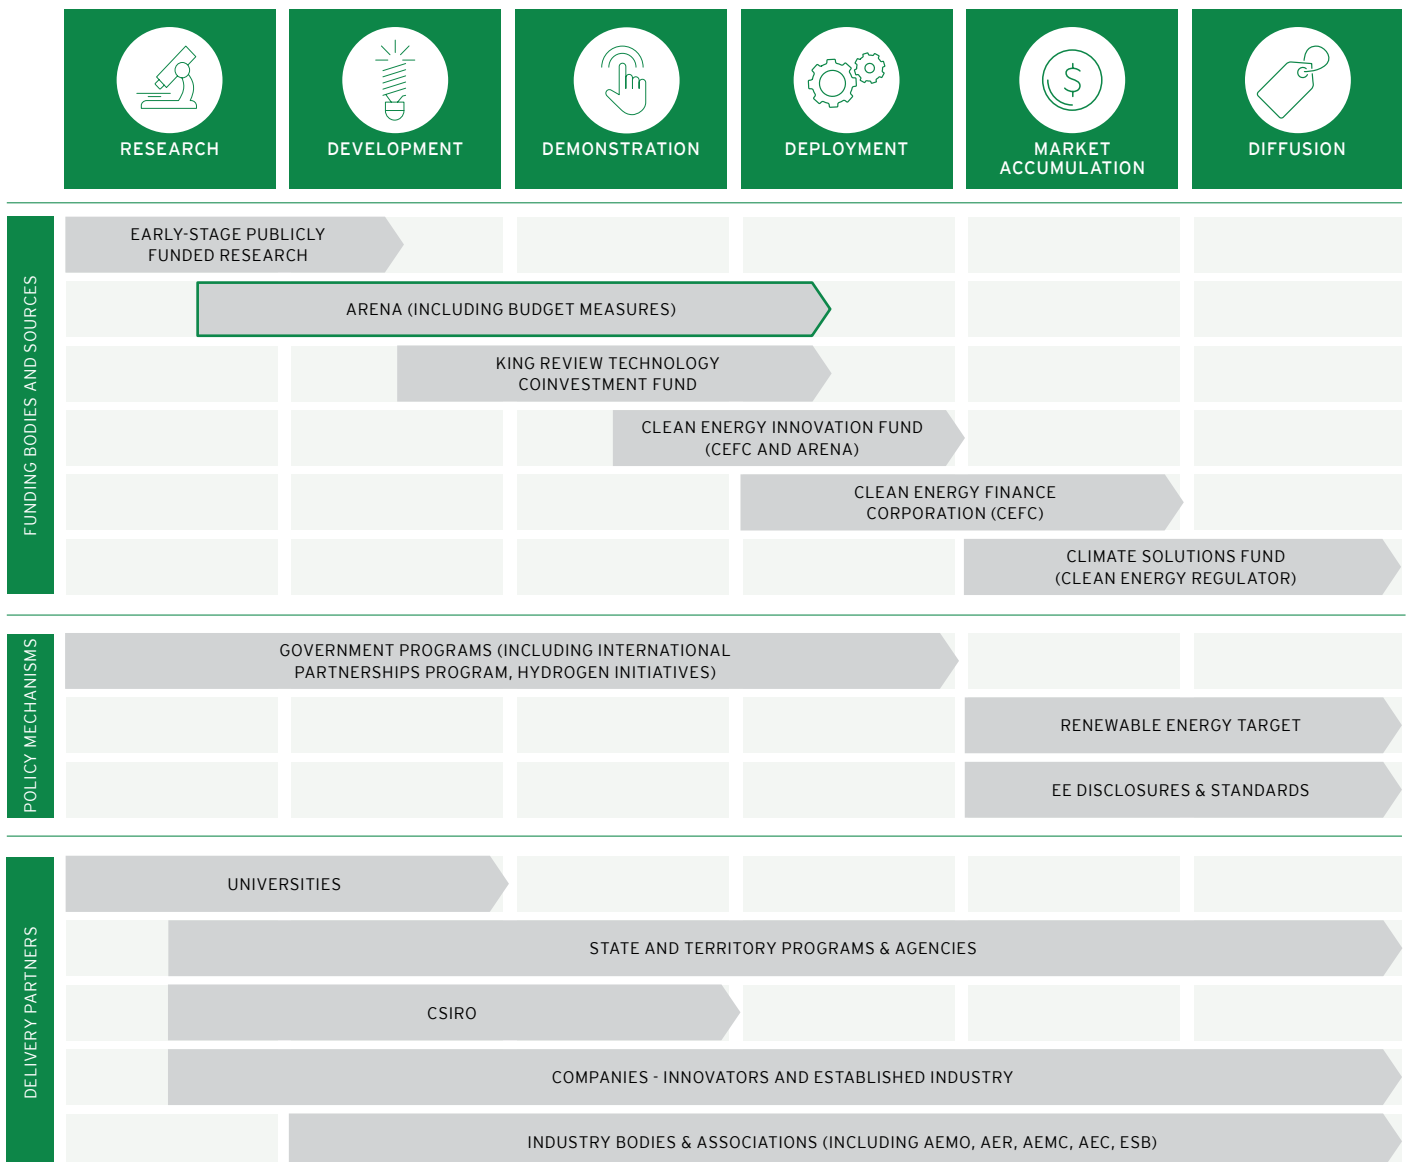 RESEARCH
DEVELOPMENT
DEMONSTRATION
DEPLOYMENT
MARKET
ACCUMULATION
DIFFUSION
FUNDING BODIES AND SOURCES
EARLY-STAGE PUBLICLY
FUNDED RESEARCH
ARENA (INCLUDING BUDGET MEASURES)
KING REVIEW TECHNOLOGY
COINVESTMENT FUND
CLEAN ENERGY INNOVATION FUND
(CEFC AND ARENA)
CLEAN ENERGY FINANCE
CORPORATION (CEFC)
CLIMATE SOLUTIONS FUND
(CLEAN ENERGY REGULATOR)
POLICY MECHANISMS
GOVERNMENT PROGRAMS (INCLUDING INTERNATIONAL
PARTNERSHIPS PROGRAM, HYDROGEN INITIATIVES)
RENEWABLE ENERGY TARGET
EE DISCLOSURES & STANDARDS
DELIVERY PARTNERS
UNIVERSITIES
STATE AND TERRITORY PROGRAMS & AGENCIES
CSIRO
COMPANIES - INNOVATORS AND ESTABLISHED INDUSTRY
INDUSTRY BODIES & ASSOCIATIONS (INCLUDING AEMO, AER, AEMC, AEC, ESB)